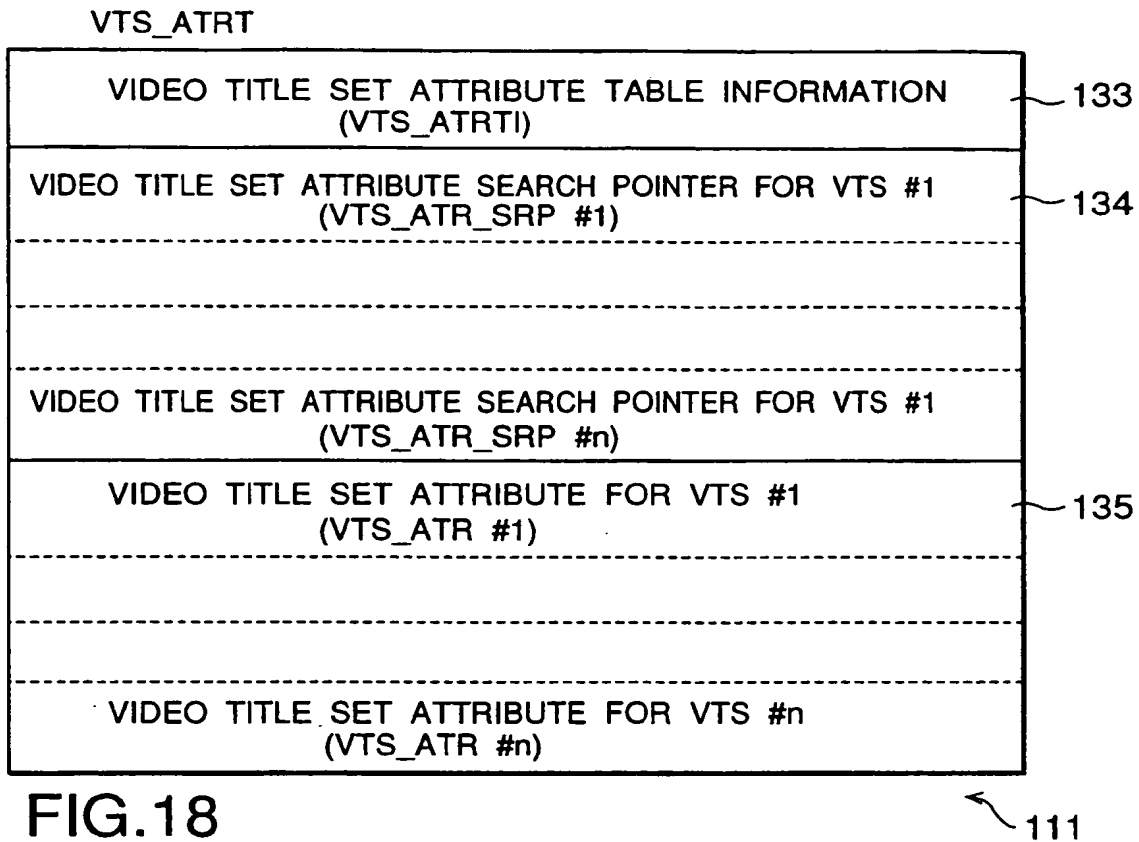 VTS_ATRT
VIDEO TITLE SET ATTRIBUTE TABLE INFORMATION
(VTS_ATRTI)
133
VIDEO TITLE SET ATTRIBUTE SEARCH POINTER FOR VTS #1
(VTS_ATR_SRP #1)
134
VIDEO TITLE SET ATTRIBUTE SEARCH POINTER FOR VTS #1
(VTS_ATR_SRP #n)
VIDEO TITLE SET ATTRIBUTE FOR VTS #1
(VTS_ATR #1)
135
VIDEO TITLE SET ATTRIBUTE FOR VTS #n
(VTS_ATR #n)
FIG.18
111